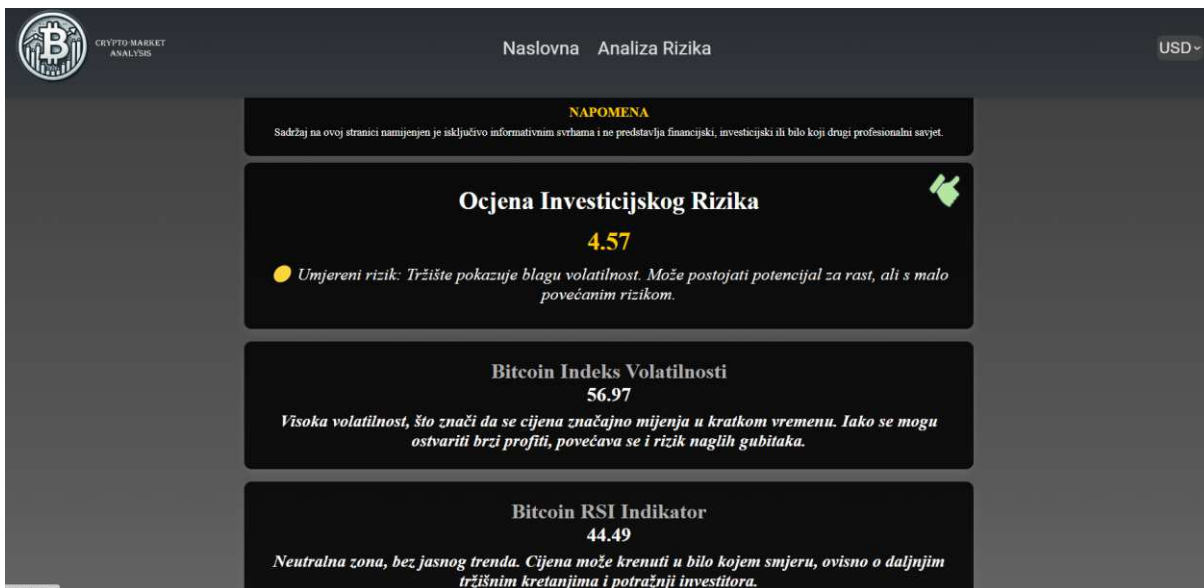 CRYPTO MARKET
ANALYSIS
Naslovna Analiza Rizika
USD
NAPOMENA
Sadržaj na ovoj stranici namijenjen je isključivo informativnim svrhama i ne predstavlja financijski, investicijski ili bilo koji drugi profesionalni savjet.
Ocjena Investicijskog Rizika
4.57
Umjereni rizik: Tržište pokazuje blagu volatilnost. Može postojati potencijal za rast, ali s malo
povećanim rizikom.
Bitcoin Indeks Volatilnosti
56.97
Visoka volatilnost, što znači da se cijena značajno mijenja u kratkom vremenu. Iako se mogu
ostvariti brzi profiti, povećava se i rizik naglih gubitaka.
Bitcoin RSI Indikator
44.49
Neutralna zona, bez jasnog trenda. Cijena može krenuti u bilo kojem smjeru, ovisno o daljnjim
tržišnim kretanjima i potražnji investitora.